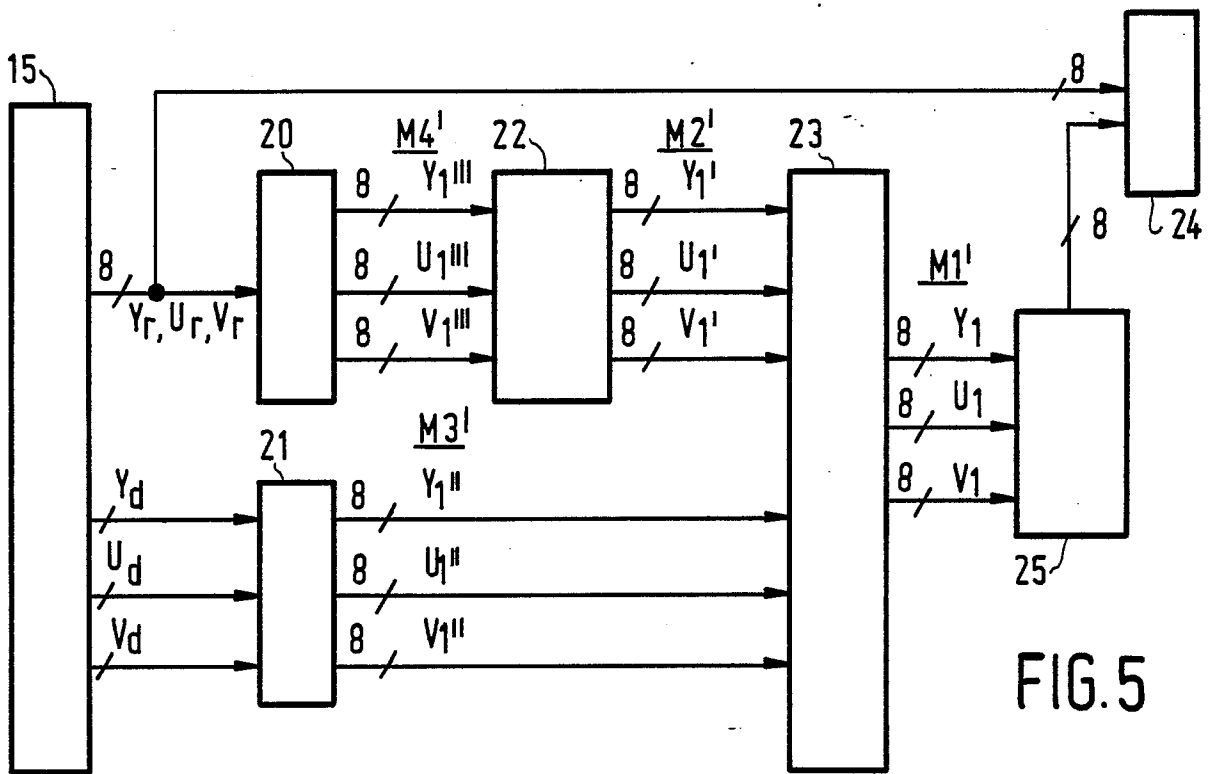 15
8
24
20
M4'
22
M2'
23
8 Y1''' 8 Y1'
8 Yr, Ur, Vr
8 U1''' 8 U1'
8 V1''' 8 V1'
8
M1'
8 Y1
8 U1
8 V1
25
M3'
21
Yd 8 Y1''
Ud 8 U1''
Vd 8 V1''
FIG. 5